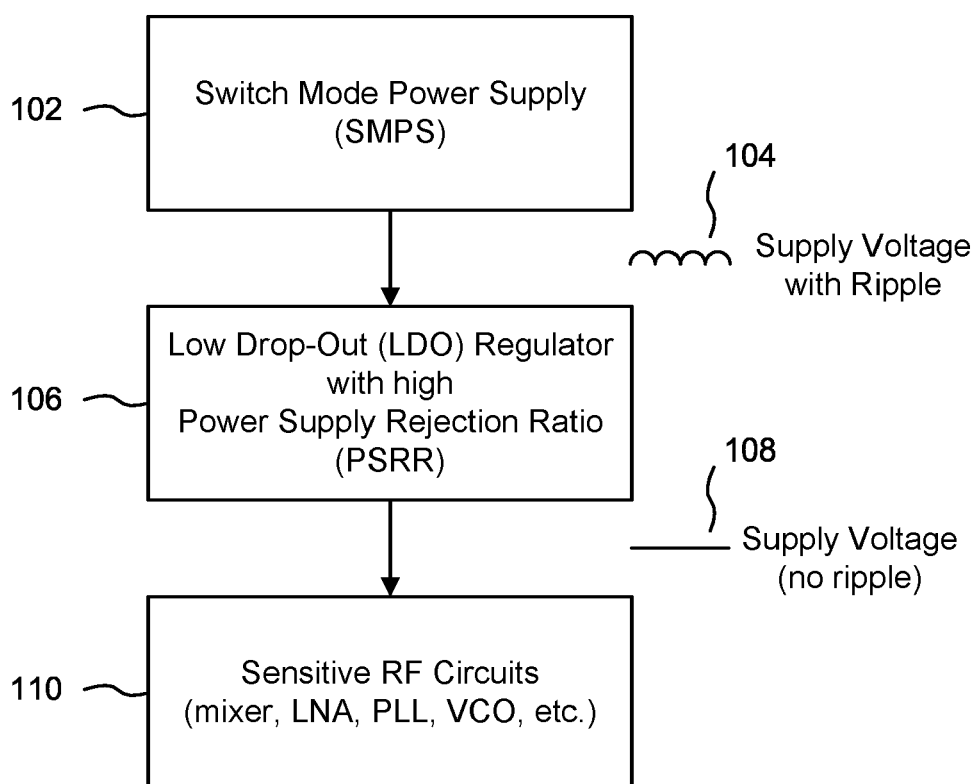 102
Switch Mode Power Supply
(SMPS)
104
Supply Voltage
with Ripple
106
Low Drop-Out (LDO) Regulator
with high
Power Supply Rejection Ratio
(PSRR)
108
Supply Voltage
(no ripple)
110
Sensitive RF Circuits
(mixer, LNA, PLL, VCO, etc.)